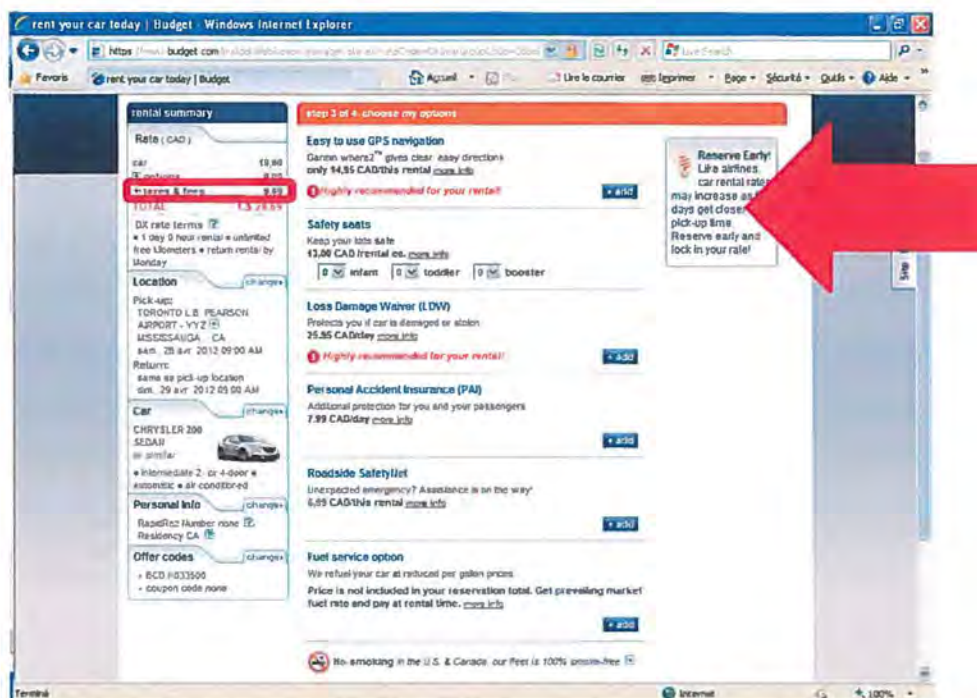 rent your car today | Budget - Windows Internet Explorer
https
budget.com
Live Search
Favoris
rent your car today | Budget
Accueil
Lire le courrier
Imprimer
Page
Sécurité
Outils
Aide
rental summary
Rate (CAD)
car
options 0.00
+ taxes & fees
TOTAL
DX rate terms
1 day 0 hour rental unlimited
free kilometers return rental by
Monday
Location change
Pick-up:
TORONTO L.B. PEARSON
AIRPORT - YYZ
MISSISSAUGA CA
sam. 28 avr. 2012 09:00 AM
Return:
same as pick-up location
dim. 29 avr. 2012 09:00 AM
Car change
CHRYSLER 200
SEDAN
or similar
intermediate 2- or 4-door
automatic air conditioned
Personal Info change
RapidRez Number none
Residency CA
Offer codes change
BCD
coupon code none
step 3 of 4: choose my options
Easy to use GPS navigation
Garmin where2™ gives clear easy directions
only 14,95 CAD/this rental more info
Highly recommended for your rental!
+ add
Safety seats
Keep your kids safe
13,00 CAD /rental ea. more info
0 infant 0 toddler 0 booster
Loss Damage Waiver (LDW)
Protects you if car is damaged or stolen
25.95 CAD/day more info
Highly recommended for your rental!
+ add
Personal Accident Insurance (PAI)
Additional protection for you and your passengers
7.99 CAD/day more info
+ add
Roadside SafetyNet
Unexpected emergency? Assistance is on the way!
CAD/this rental more info
+ add
Fuel service option
We refuel your car at reduced per gallon prices
Price is not included in your reservation total. Get prevailing market
fuel rate and pay at rental time. more info
+ add
No smoking in the U.S. & Canada, our fleet is 100% smoke-free
Reserve Early!
Like airlines,
car rental rates
may increase as
days get closer
pick-up time.
Reserve early and
lock in your rate!
Terminé
Internet
100%